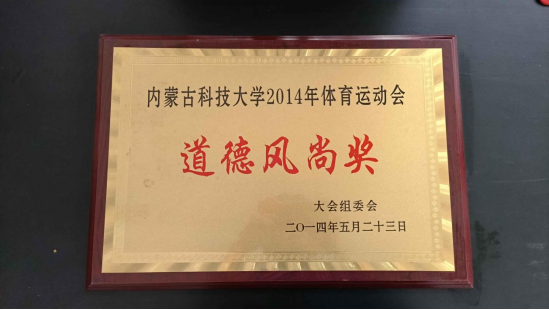 内蒙古科技大学2014年体育运动会
道德风尚奖
大会组委会
二〇一四年五月二十三日